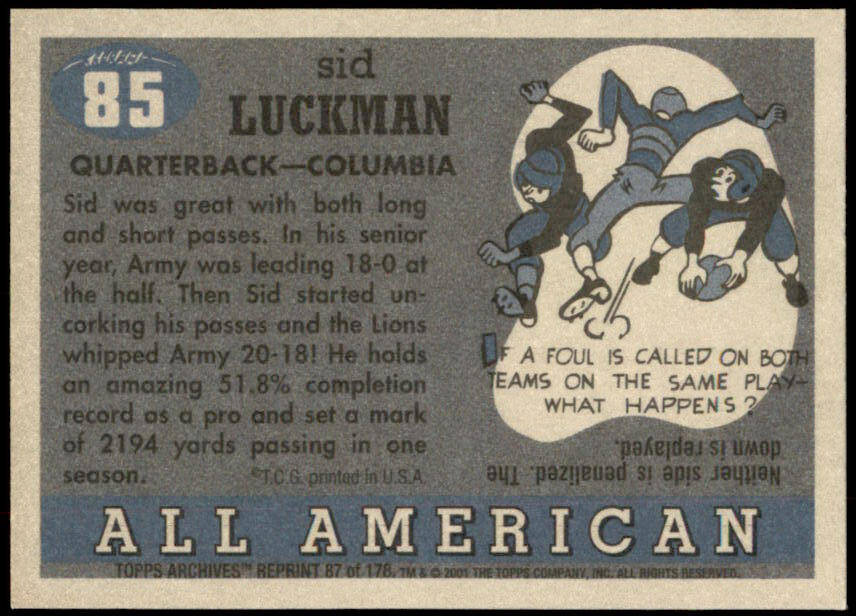 85
sid
LUCKMAN
QUARTERBACK—COLUMBIA
Sid was great with both long
and short passes. In his senior
year, Army was leading 18-0 at
the half. Then Sid started un-
corking his passes and the Lions
whipped Army 20-18! He holds
an amazing 51.8% completion
record as a pro and set a mark
of 2194 yards passing in one
season.
©T.C.G. printed in U.S.A.
IF A FOUL IS CALLED ON BOTH
TEAMS ON THE SAME PLAY—
WHAT HAPPENS?
Neither side is penalized. The
down is replayed.
ALL AMERICAN
TOPPS ARCHIVES™ REPRINT 87 of 178. TM & © 2001 THE TOPPS COMPANY, INC. ALL RIGHTS RESERVED.